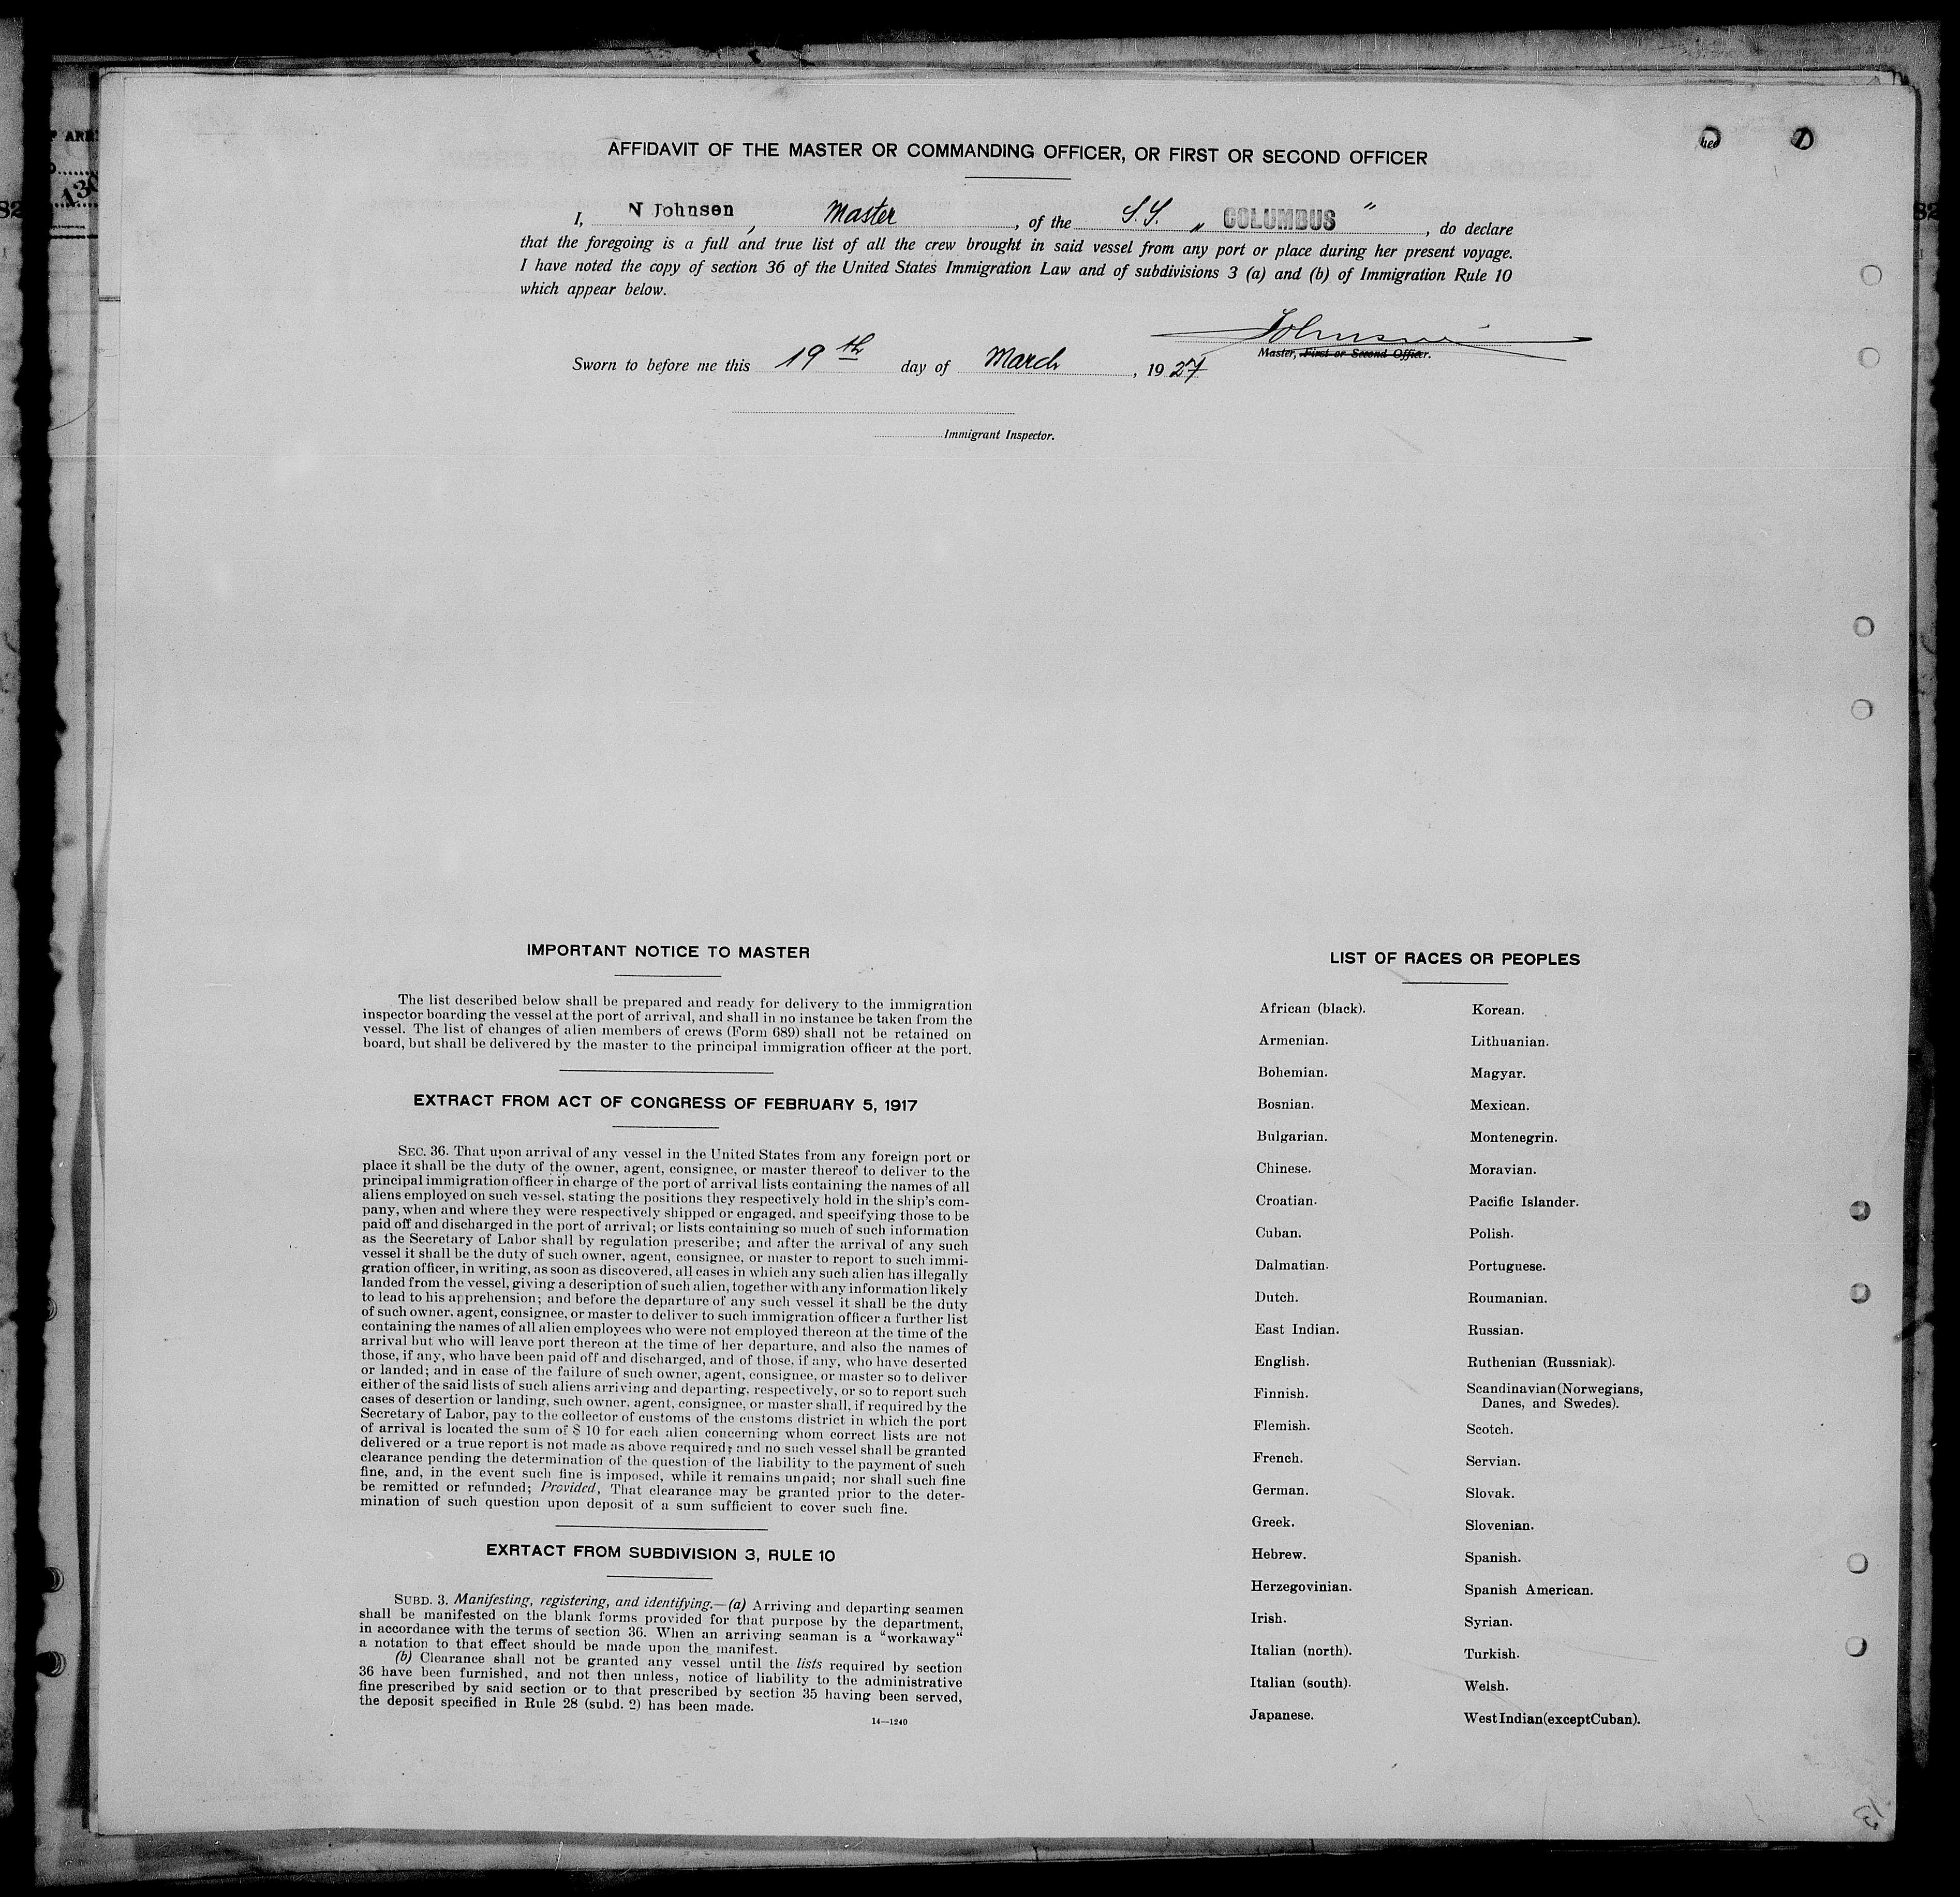 AFFIDAVIT OF THE MASTER OR COMMANDING OFFICER, OR FIRST OR SECOND OFFICER
I, N Johnsen, Master, of the S.S. „ COLUMBUS ", do declare
that the foregoing is a full and true list of all the crew brought in said vessel from any port or place during her present voyage.
I have noted the copy of section 36 of the United States Immigration Law and of subdivisions 3 (a) and (b) of Immigration Rule 10
which appear below.
Johnsen
Master, First or Second Officer.
Sworn to before me this 19th day of March, 1927
Immigrant Inspector.
IMPORTANT NOTICE TO MASTER
The list described below shall be prepared and ready for delivery to the immigration
inspector boarding the vessel at the port of arrival, and shall in no instance be taken from the
vessel. The list of changes of alien members of crews (Form 689) shall not be retained on
board, but shall be delivered by the master to the principal immigration officer at the port.
EXTRACT FROM ACT OF CONGRESS OF FEBRUARY 5, 1917
SEC. 36. That upon arrival of any vessel in the United States from any foreign port or
place it shall be the duty of the owner, agent, consignee, or master thereof to deliver to the
principal immigration officer in charge of the port of arrival lists containing the names of all
aliens employed on such vessel, stating the positions they respectively hold in the ship's com-
pany, when and where they were respectively shipped or engaged, and specifying those to be
paid off and discharged in the port of arrival; or lists containing so much of such information
as the Secretary of Labor shall by regulation prescribe; and after the arrival of any such
vessel it shall be the duty of such owner, agent, consignee, or master to report to such immi-
gration officer, in writing, as soon as discovered, all cases in which any such alien has illegally
landed from the vessel, giving a description of such alien, together with any information likely
to lead to his apprehension; and before the departure of any such vessel it shall be the duty
of such owner, agent, consignee, or master to deliver to such immigration officer a further list
containing the names of all alien employees who were not employed thereon at the time of the
arrival but who will leave port thereon at the time of her departure, and also the names of
those, if any, who have been paid off and discharged, and of those, if any, who have deserted
or landed; and in case of the failure of such owner, agent, consignee, or master so to deliver
either of the said lists of such aliens arriving and departing, respectively, or so to report such
cases of desertion or landing, such owner, agent, consignee, or master shall, if required by the
Secretary of Labor, pay to the collector of customs of the customs district in which the port
of arrival is located the sum of $ 10 for each alien concerning whom correct lists are not
delivered or a true report is not made as above required; and no such vessel shall be granted
clearance pending the determination of the question of the liability to the payment of such
fine, and, in the event such fine is imposed, while it remains unpaid; nor shall such fine
be remitted or refunded; Provided, That clearance may be granted prior to the deter-
mination of such question upon deposit of a sum sufficient to cover such fine.
EXRTACT FROM SUBDIVISION 3, RULE 10
SUBD. 3. Manifesting, registering, and identifying.—(a) Arriving and departing seamen
shall be manifested on the blank forms provided for that purpose by the department,
in accordance with the terms of section 36. When an arriving seaman is a "workaway"
a notation to that effect should be made upon the manifest.
(b) Clearance shall not be granted any vessel until the lists required by section
36 have been furnished, and not then unless, notice of liability to the administrative
fine prescribed by said section or to that prescribed by section 35 having been served,
the deposit specified in Rule 28 (subd. 2) has been made.
14—1240
LIST OF RACES OR PEOPLES
African (black).
Armenian.
Bohemian.
Bosnian.
Bulgarian.
Chinese.
Croatian.
Cuban.
Dalmatian.
Dutch.
East Indian.
English.
Finnish.
Flemish.
French.
German.
Greek.
Hebrew.
Herzegovinian.
Irish.
Italian (north).
Italian (south).
Japanese.
Korean.
Lithuanian.
Magyar.
Mexican.
Montenegrin.
Moravian.
Pacific Islander.
Polish.
Portuguese.
Roumanian.
Russian.
Ruthenian (Russniak).
Scandinavian (Norwegians,
Danes, and Swedes).
Scotch.
Servian.
Slovak.
Slovenian.
Spanish.
Spanish American.
Syrian.
Turkish.
Welsh.
West Indian (except Cuban).